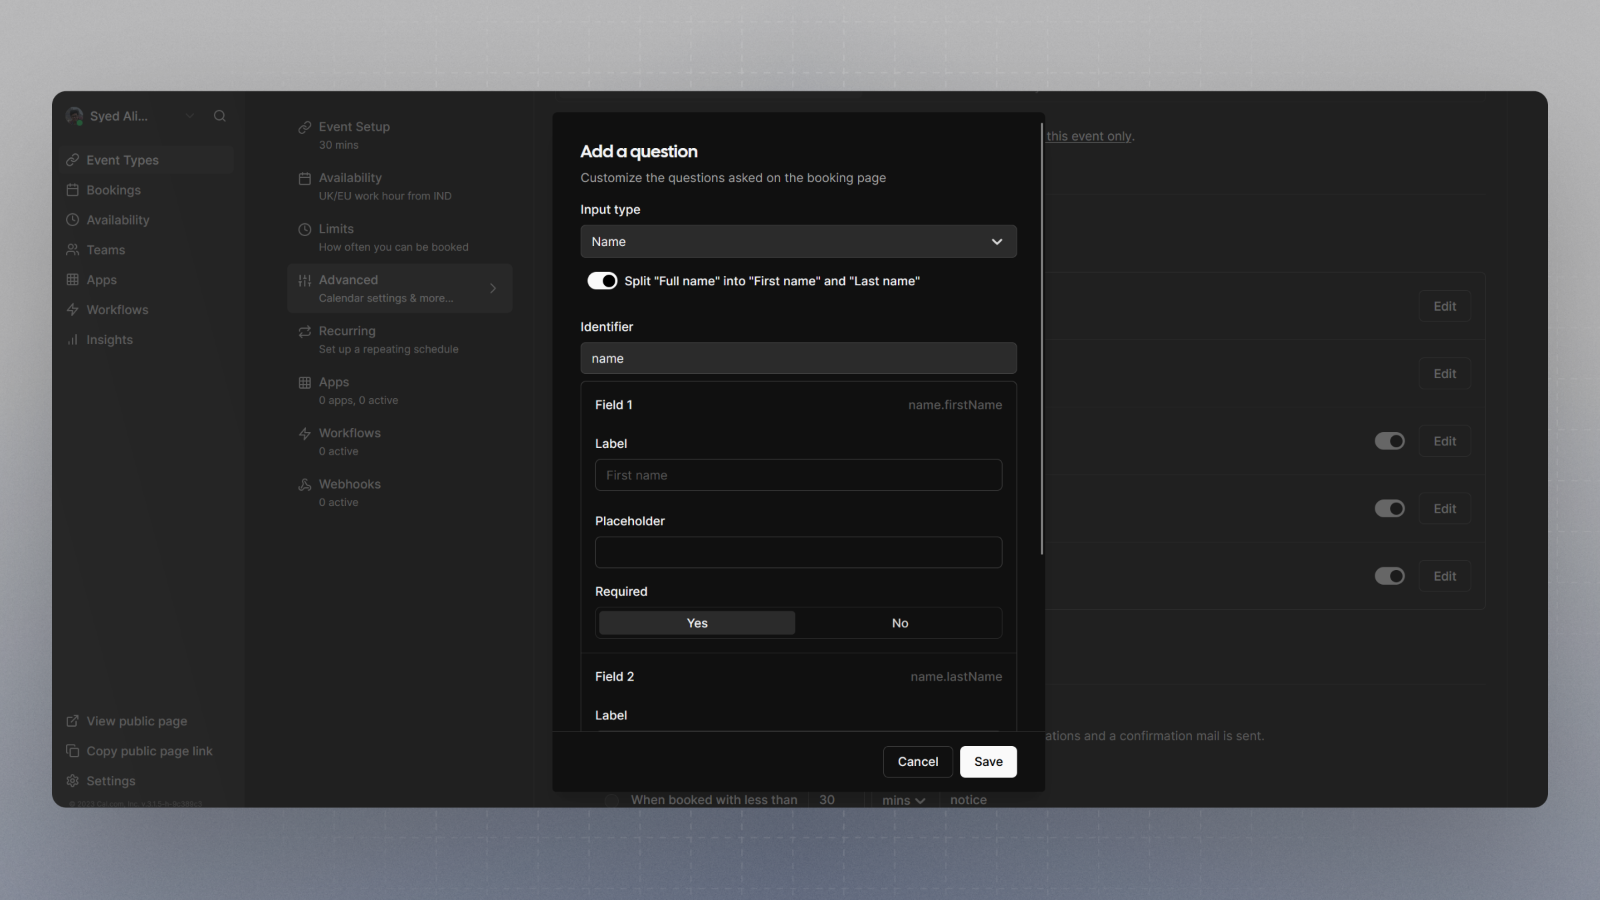 Syed Ali...
Event Types
Bookings
Availability
Teams
Apps
Workflows
Insights
View public page
Copy public page link
Settings
Event Setup
30 mins
Availability
UK/EU work hour from IND
Limits
How often you can be booked
Advanced
Calendar settings & more...
Recurring
Set up a repeating schedule
Apps
0 apps, 0 active
Workflows
0 active
Webhooks
0 active
Add a question
Customize the questions asked on the booking page
Input type
Name
Split "Full name" into "First name" and "Last name"
Identifier
name
Field 1 name.firstName
Label
First name
Placeholder
Required
Yes No
Field 2 name.lastName
Label
Cancel Save
this event only.
Edit
Edit
Edit
Edit
Edit
ations and a confirmation mail is sent.
When booked with less than 30 mins notice